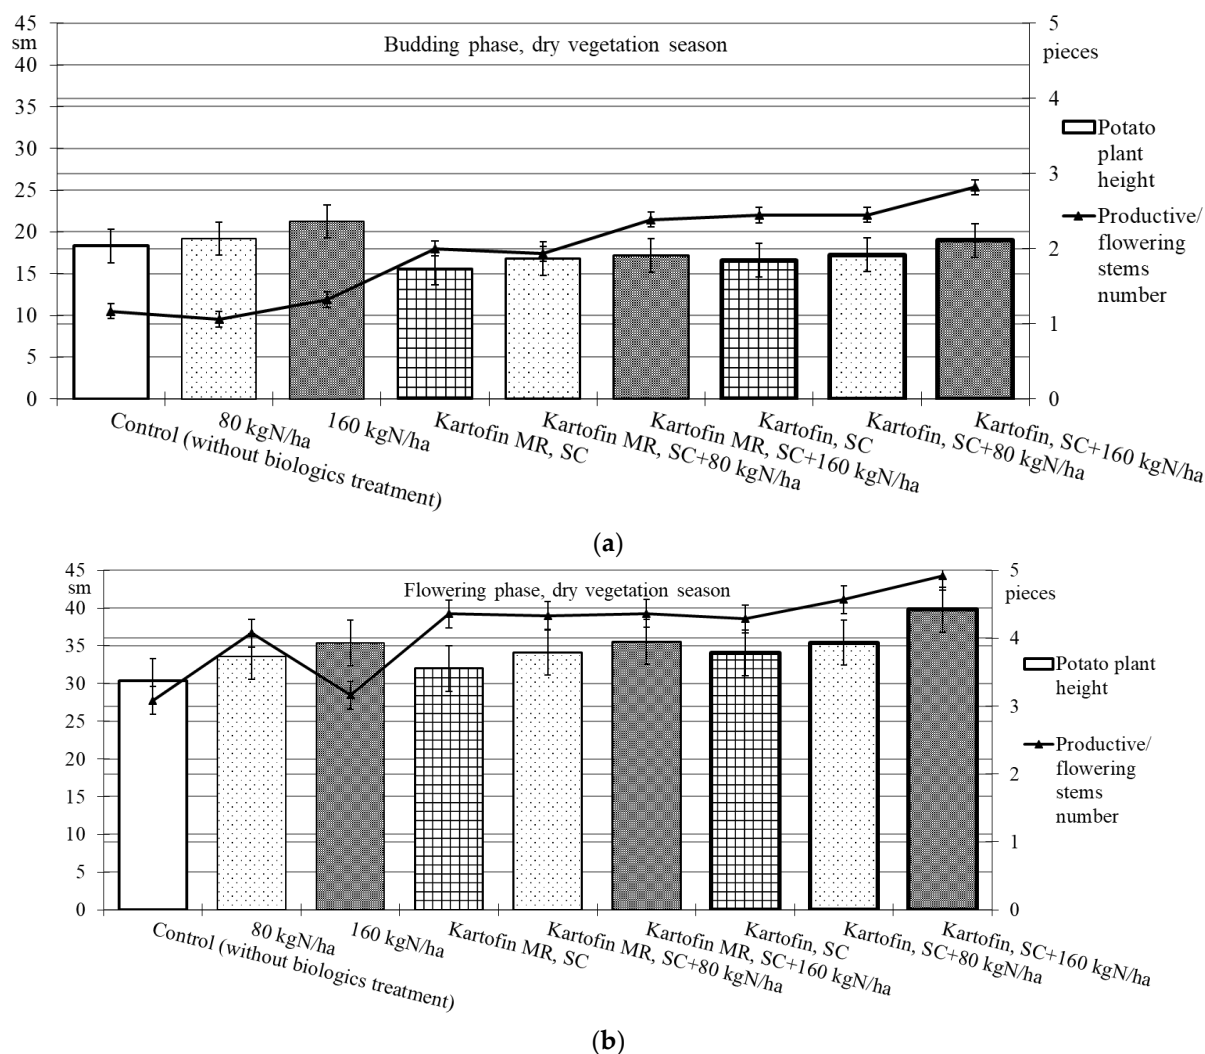 45
sm
40
35
30
25
20
15
10
5
0
Budding phase, dry vegetation season
5
pieces
4
3
2
1
0
Potato
plant
height
Productive/
flowering
stems
number
Control (without biologics treatment)
80 kgN/ha
160 kgN/ha
Kartofin MR, SC
Kartofin MR, SC+80 kgN/ha
Kartofin MR, SC+160 kgN/ha
Kartofin, SC
Kartofin, SC+80 kgN/ha
Kartofin, SC+160 kgN/ha
(a)
45
sm
40
35
30
25
20
15
10
5
0
Flowering phase, dry vegetation season
5
pieces
4
3
2
1
0
Potato plant
height
Productive/
flowering
stems
number
Control (without biologics treatment)
80 kgN/ha
160 kgN/ha
Kartofin MR, SC
Kartofin MR, SC+80 kgN/ha
Kartofin MR, SC+160 kgN/ha
Kartofin, SC
Kartofin, SC+80 kgN/ha
Kartofin, SC+160 kgN/ha
(b)